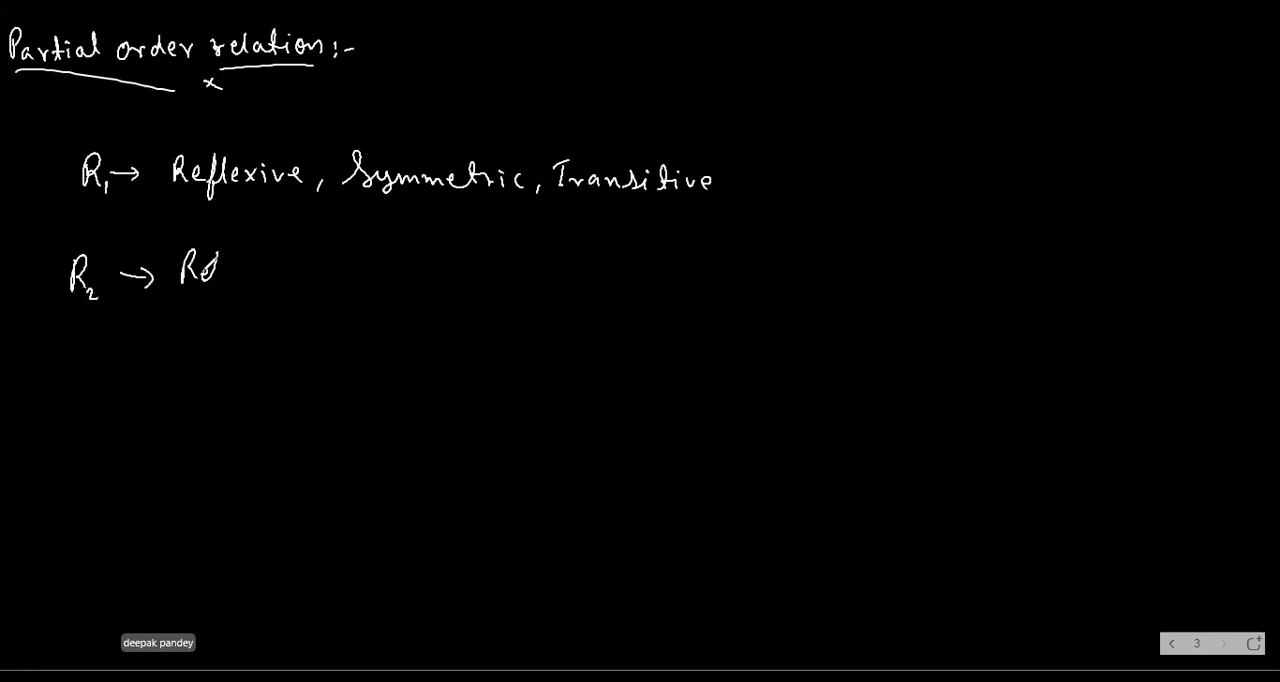 Partial order relation :-
x
R₁ → Reflexive, Symmetric, Transitive
R₂ →
deepak pandey
3